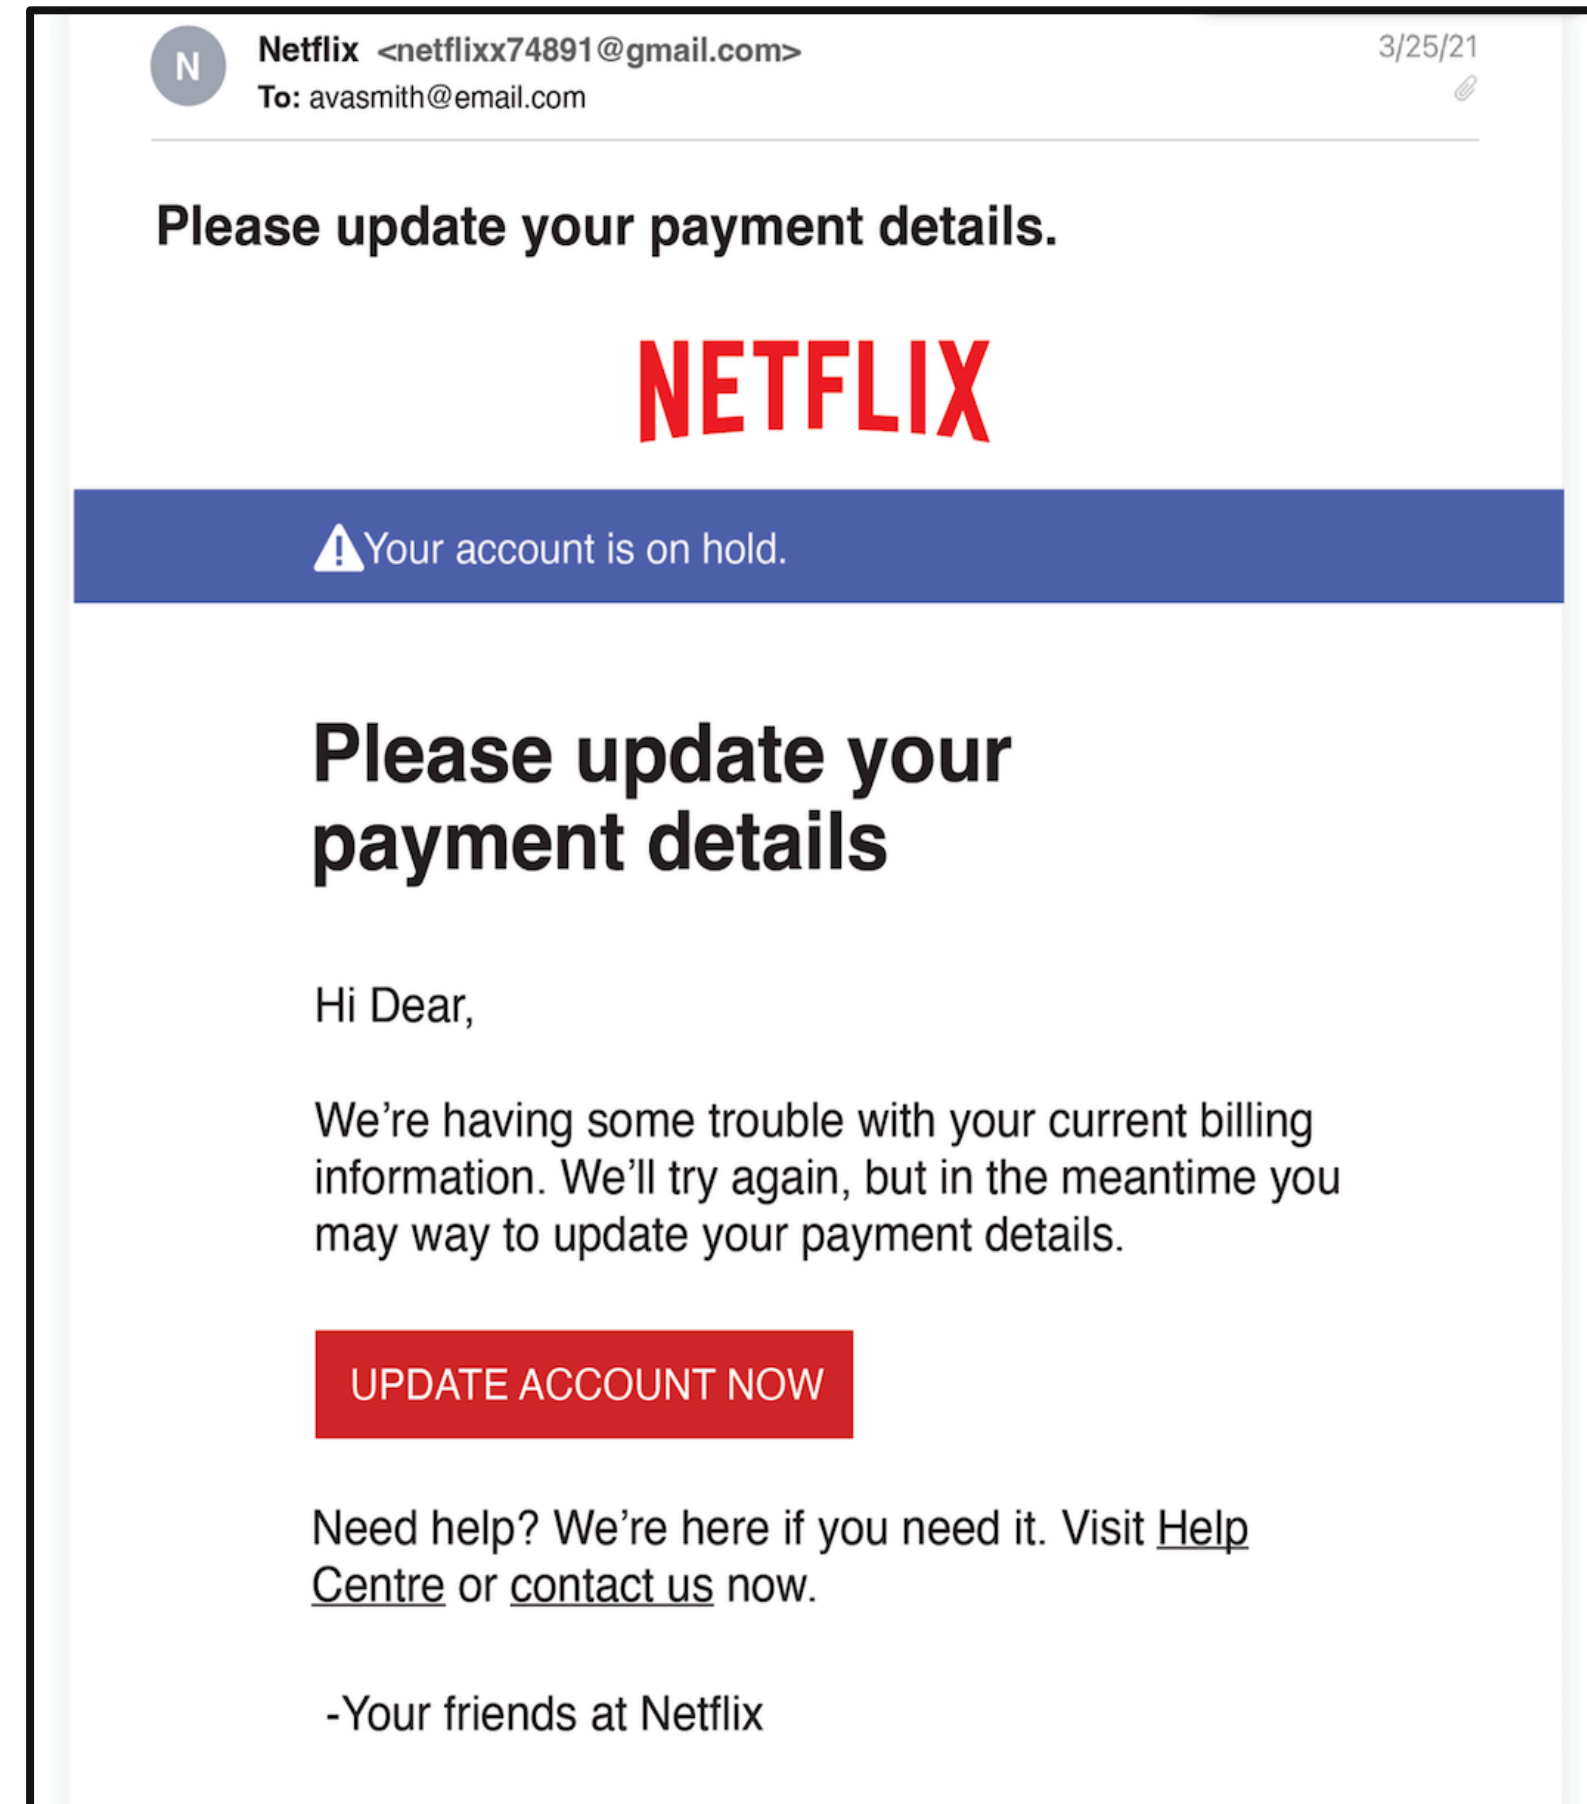 N
Netflix <netflixx74891@gmail.com>
3/25/21
To: avasmith@email.com
Please update your payment details.
NETFLIX
Your account is on hold.
Please update your
payment details
Hi Dear,
We’re having some trouble with your current billing
information. We’ll try again, but in the meantime you
may way to update your payment details.
UPDATE ACCOUNT NOW
Need help? We’re here if you need it. Visit Help
Centre or contact us now.
-Your friends at Netflix